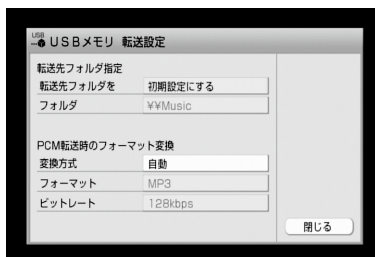 USB
USBメモリ 転送設定
転送先フォルダ指定
転送先フォルダを 初期設定にする
フォルダ ¥¥Music
PCM転送時のフォーマット変換
変換方式 自動
フォーマット MP3
ビットレート 128kbps
閉じる